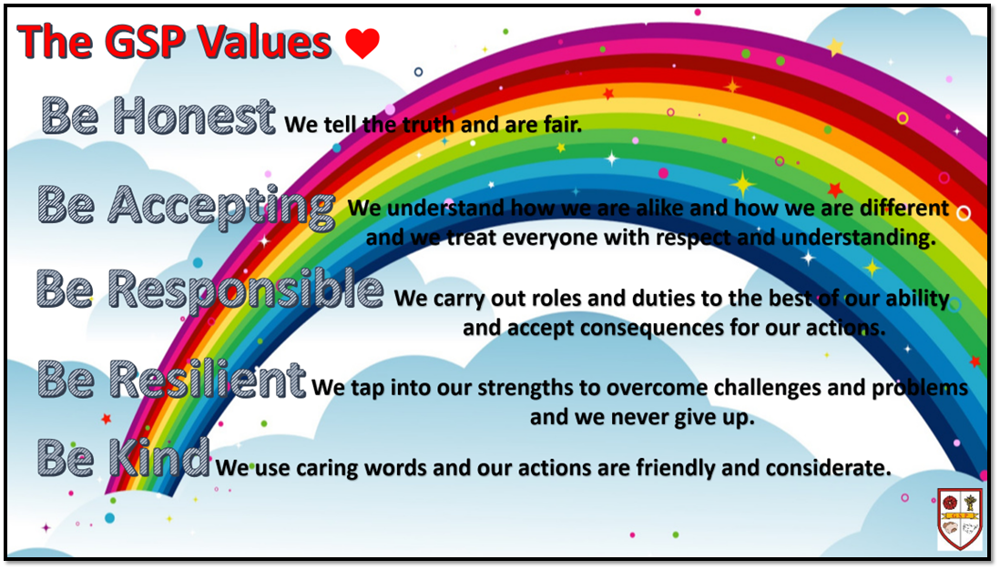 The GSP Values
Be Honest We tell the truth and are fair.
Be Accepting We understand how we are alike and how we are different
and we treat everyone with respect and understanding.
Be Responsible We carry out roles and duties to the best of our ability
and accept consequences for our actions.
Be Resilient We tap into our strengths to overcome challenges and problems
and we never give up.
Be Kind We use caring words and our actions are friendly and considerate.